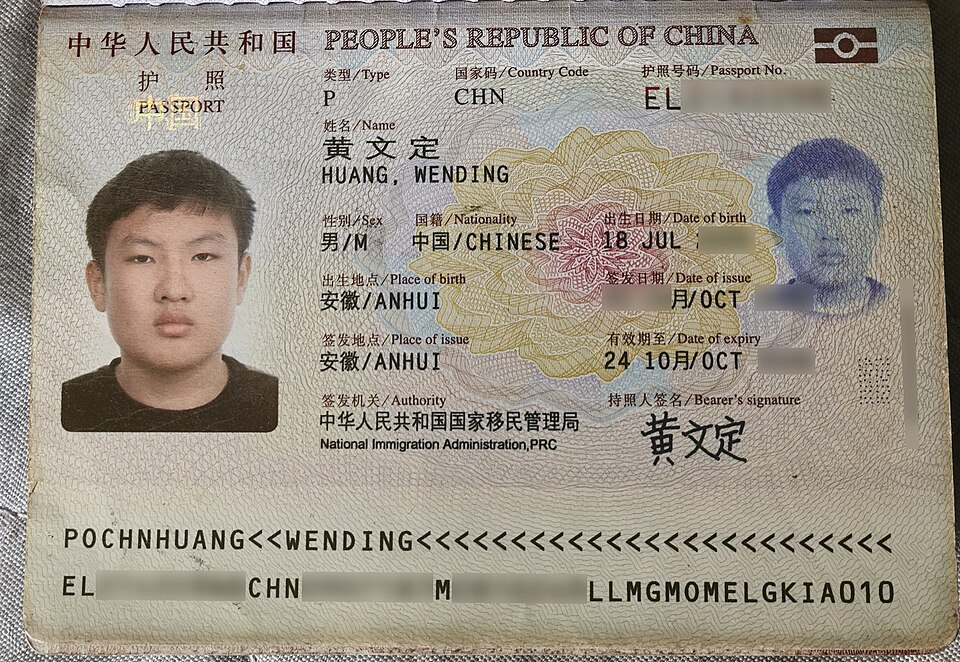 中华人民共和国 PEOPLE'S REPUBLIC OF CHINA
护照
PASSPORT
中国
类型/Type 国家码/Country Code 护照号码/Passport No.
P CHN EL
姓名/Name
黄文定
HUANG, WENDING
性别/Sex 国籍/Nationality 出生日期/Date of birth
男/M 中国/CHINESE 18 JUL
出生地点/Place of birth 签发日期/Date of issue
安徽/ANHUI 月/OCT
签发地点/Place of issue 有效期至/Date of expiry
安徽/ANHUI 24 10月/OCT
签发机关/Authority 持照人签名/Bearer's signature
中华人民共和国国家移民管理局
National Immigration Administration,PRC
黄文定
POCHNHUANG<<WENDING<<<<<<<<<<<<<<<<<<<<<<<<<
EL CHN M LLMGMOMELGKIA010